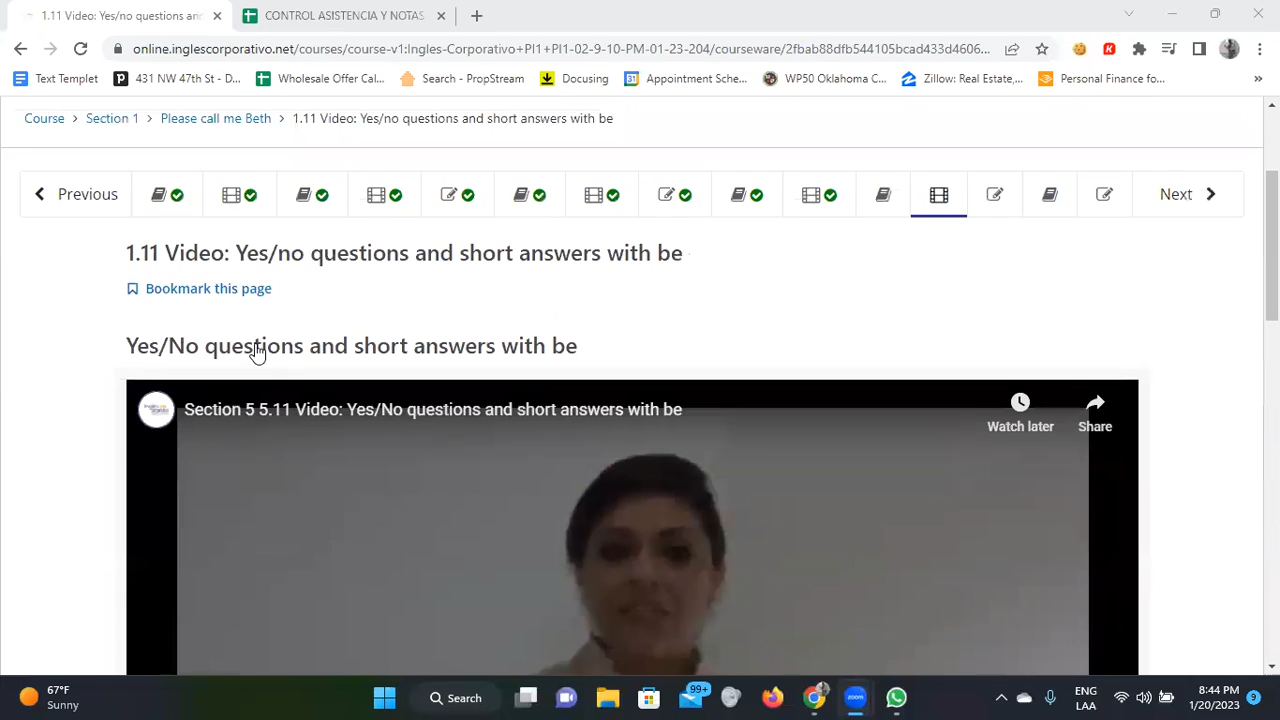 1.11 Video: Yes/no questions and
CONTROL ASISTENCIA Y NOTAS
online.inglescorporativo.net/courses/course-v1:Ingles-Corporativo+PI1+PI1-02-9-10-PM-01-23-204/courseware/2fbab88dfb544105bcad433d4606...
Text Templet
431 NW 47th St - D...
Wholesale Offer Cal...
Search - PropStream
Docusing
Appointment Sche...
WP50 Oklahoma C...
Zillow: Real Estate,...
Personal Finance fo...
»
Course > Section 1 > Please call me Beth > 1.11 Video: Yes/no questions and short answers with be
Previous
Next
1.11 Video: Yes/no questions and short answers with be
Bookmark this page
Yes/No questions and short answers with be
Section 5 5.11 Video: Yes/No questions and short answers with be
Watch later
Share
67°F
Sunny
Search
99+
zoom
ENG
LAA
8:44 PM
1/20/2023
9